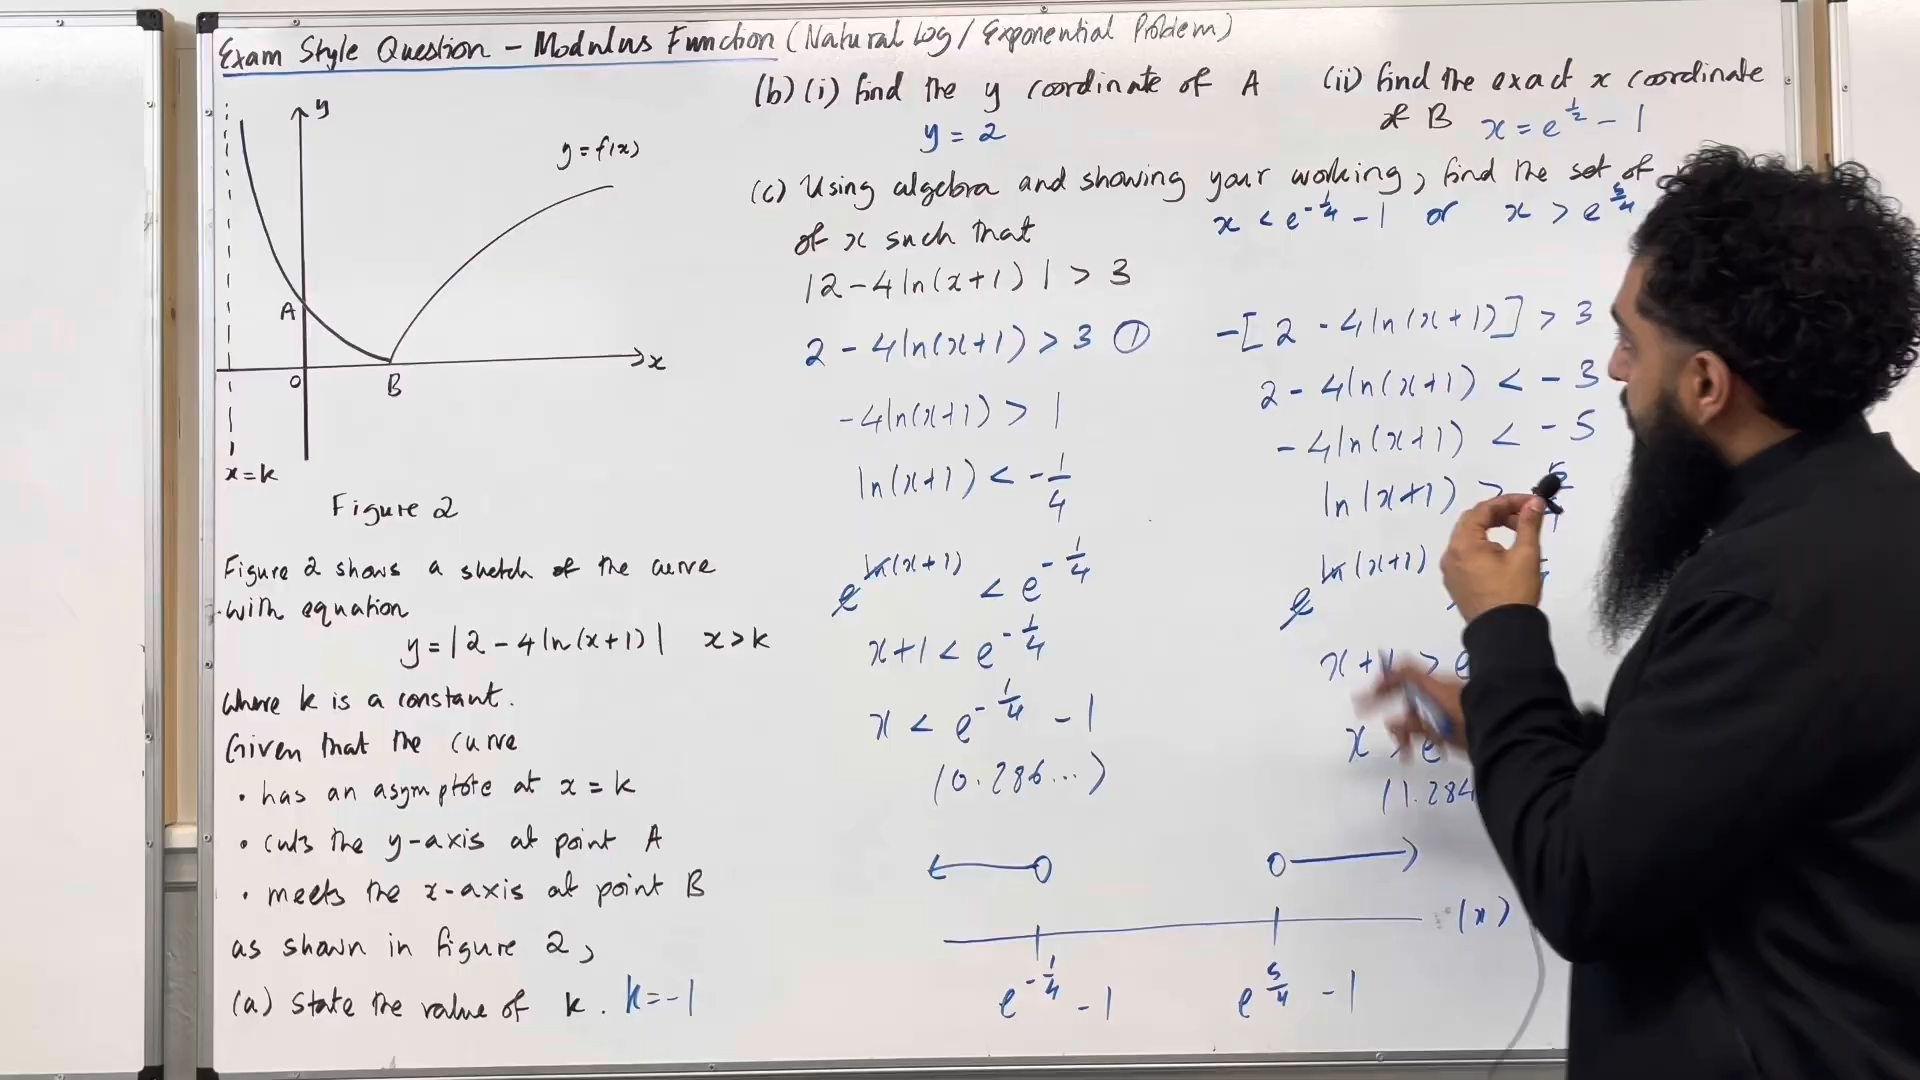 Exam Style Question - Modulus Function (Natural Log / Exponential Problem)
y
y = f(x)
A
O
B
x
x = k
Figure 2
Figure 2 shows a sketch of the curve
with equation
y = |2 - 4ln(x+1)| x > k
where k is a constant.
Given that the curve
• has an asymptote at x = k
• cuts the y-axis at point A
• meets the x-axis at point B
as shown in figure 2,
(a) State the value of k. k = -1
(b) (i) find the y coordinate of A
y = 2
(ii) find the exact x coordinate
of B x = e^{1/2} - 1
(c) Using algebra and showing your working, find the set of
of x such that
x < e^{-1/4} - 1 or x > e^{5/4}
|2 - 4ln(x+1)| > 3
2 - 4ln(x+1) > 3 ①
-4ln(x+1) > 1
ln(x+1) < -1/4
e^{ln(x+1)} < e^{-1/4}
x+1 < e^{-1/4}
x < e^{-1/4} - 1
(0.286...)
-[2 - 4ln(x+1)] > 3
2 - 4ln(x+1) < -3
-4ln(x+1) < -5
ln(x+1) >
e^{ln(x+1)}
x+1 > e
x > e
(1.284
(x)
e^{-1/4} - 1
e^{5/4} - 1